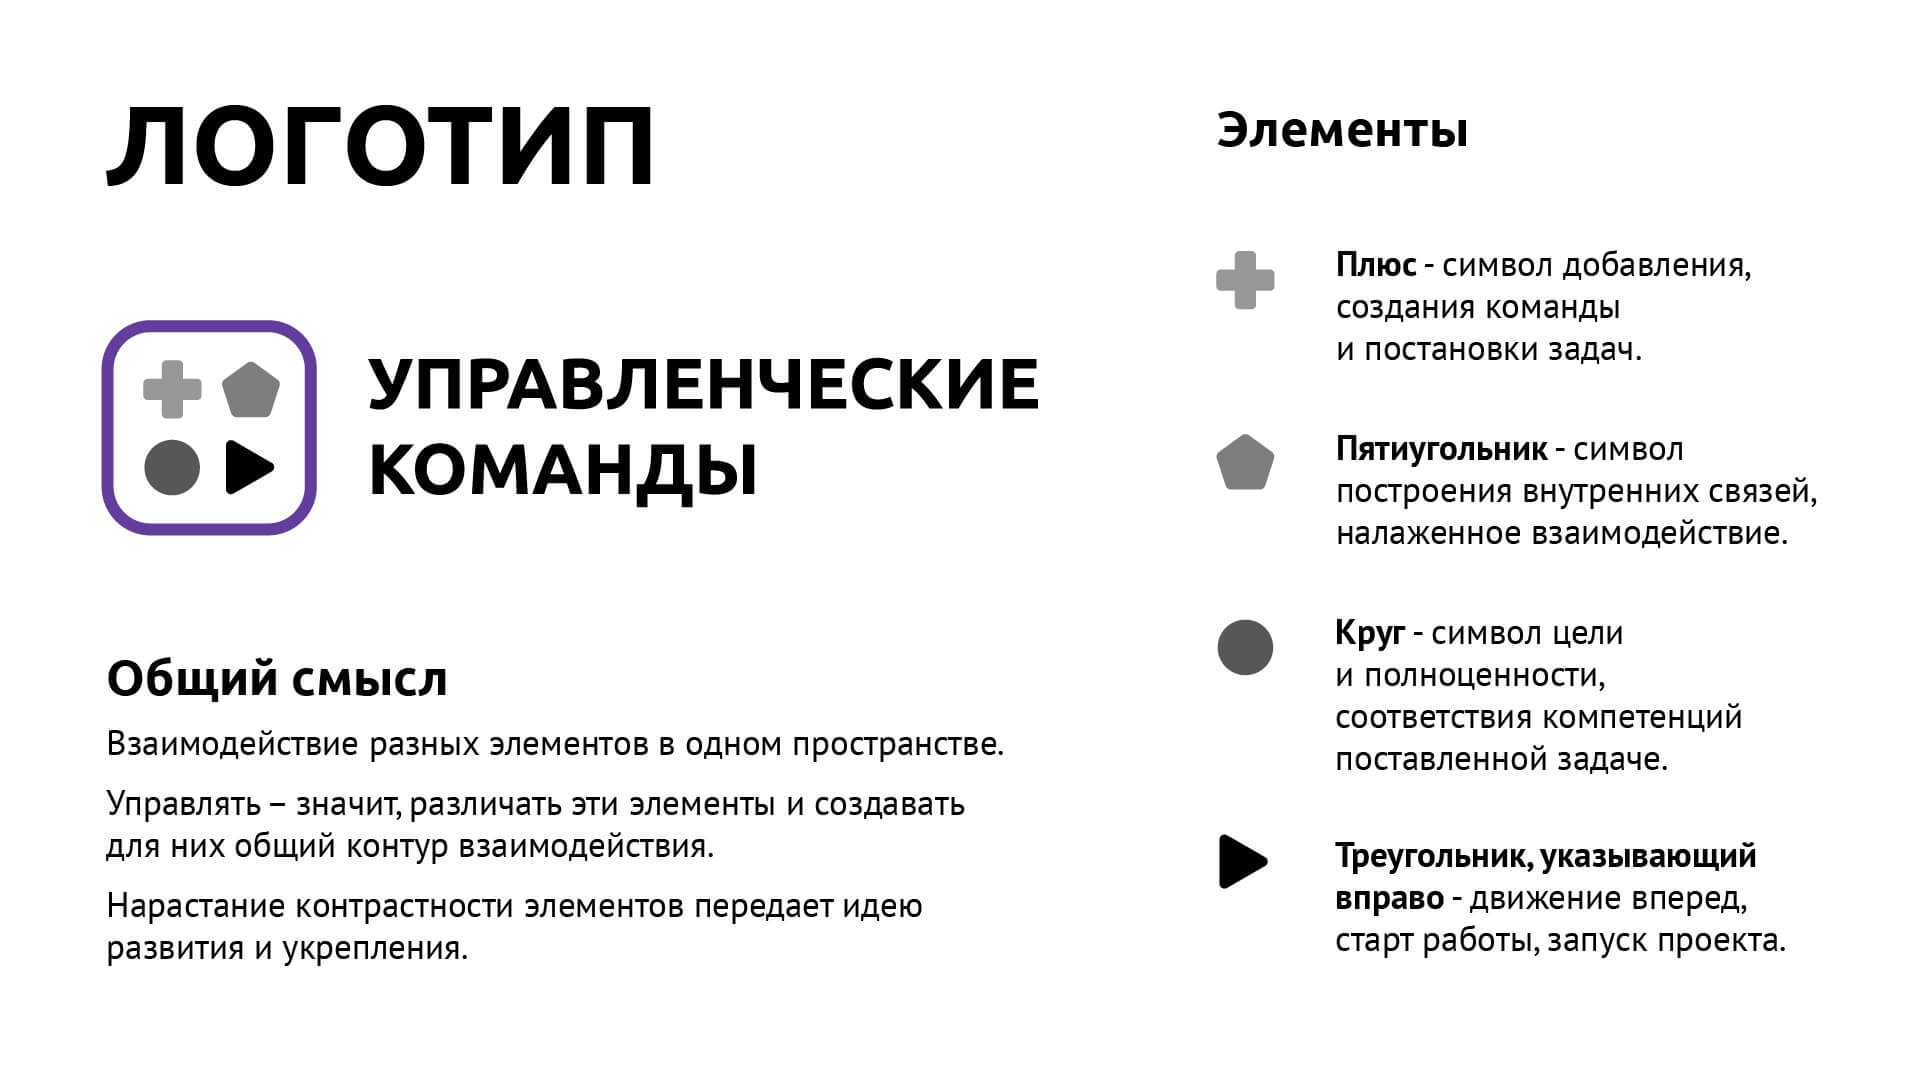 ЛОГОТИП
УПРАВЛЕНЧЕСКИЕ
КОМАНДЫ
Общий смысл
Взаимодействие разных элементов в одном пространстве.
Управлять – значит, различать эти элементы и создавать
для них общий контур взаимодействия.
Нарастание контрастности элементов передает идею
развития и укрепления.
Элементы
Плюс - символ добавления,
создания команды
и постановки задач.
Пятиугольник - символ
построения внутренних связей,
налаженное взаимодействие.
Круг - символ цели
и полноценности,
соответствия компетенций
поставленной задаче.
Треугольник, указывающий
вправо - движение вперед,
старт работы, запуск проекта.